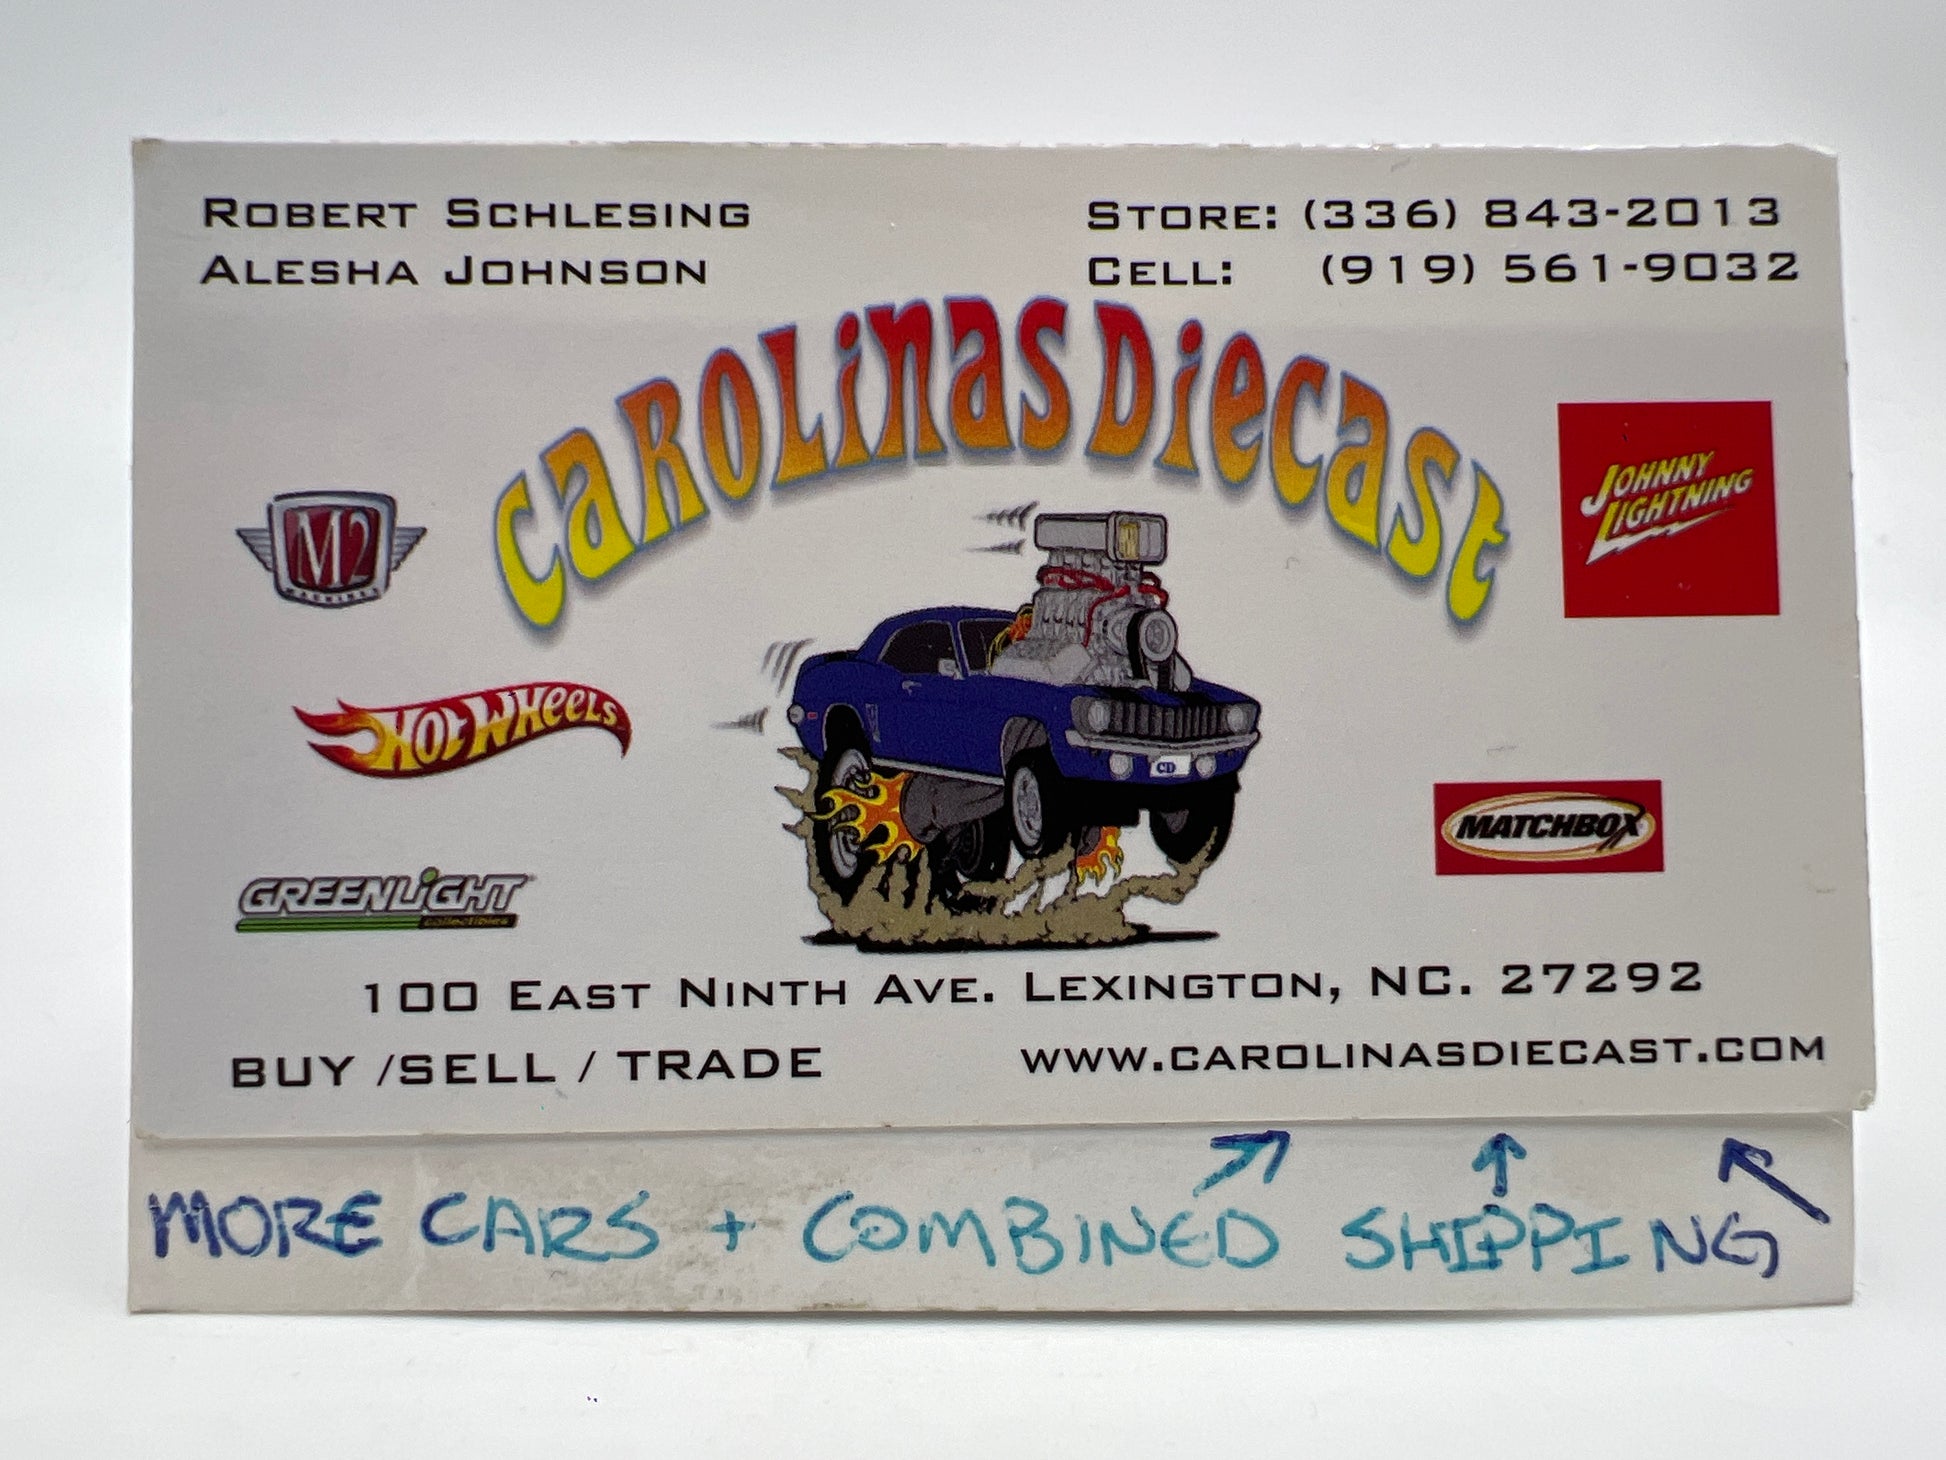 ROBERT SCHLESING
ALESHA JOHNSON
STORE: (336) 843-2013
CELL: (919) 561-9032
CAROLINAS DIECAST
M2
MACHINES
JOHNNY
LIGHTNING
HOT WHEELS
CD
MATCHBOX
GREENLIGHT
collectibles
100 EAST NINTH AVE. LEXINGTON, NC. 27292
BUY /SELL / TRADE
WWW.CAROLINASDIECAST.COM
MORE CARS + COMBINED SHIPPING